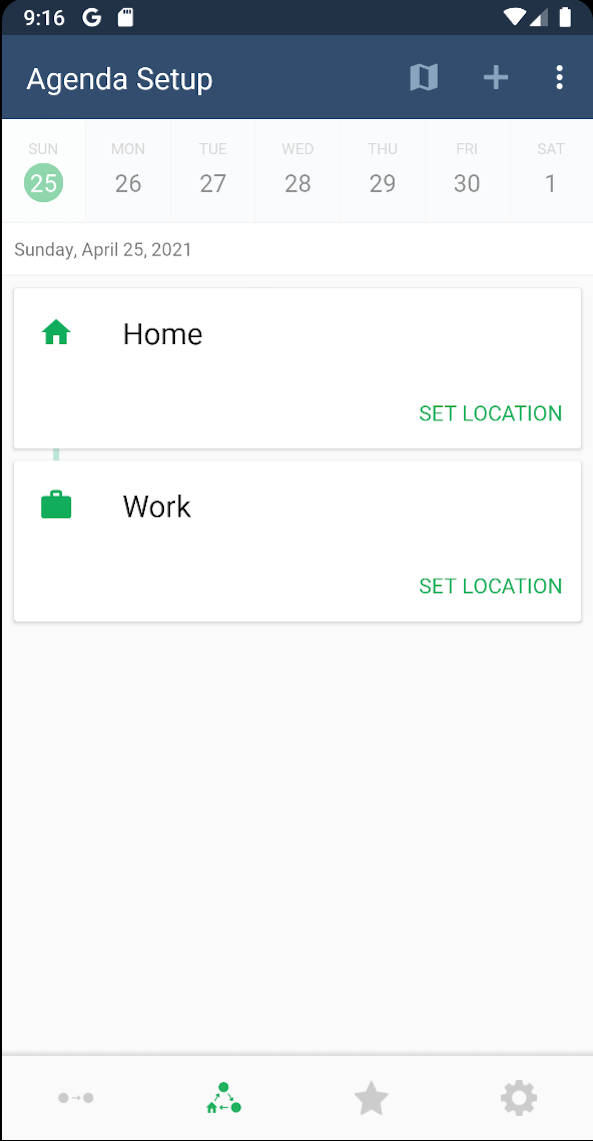 9:16
Agenda Setup
SUN MON TUE WED THU FRI SAT
25 26 27 28 29 30 1
Sunday, April 25, 2021
Home
SET LOCATION
Work
SET LOCATION